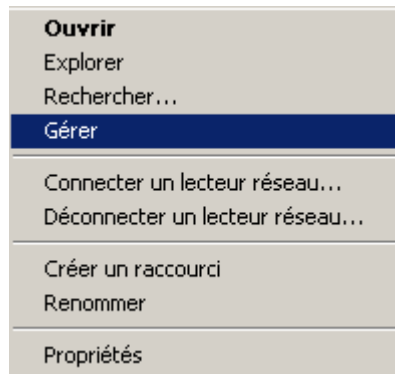 Ouvrir
Explorer
Rechercher...
Gérer
Connecter un lecteur réseau...
Déconnecter un lecteur réseau...
Créer un raccourci
Renommer
Propriétés